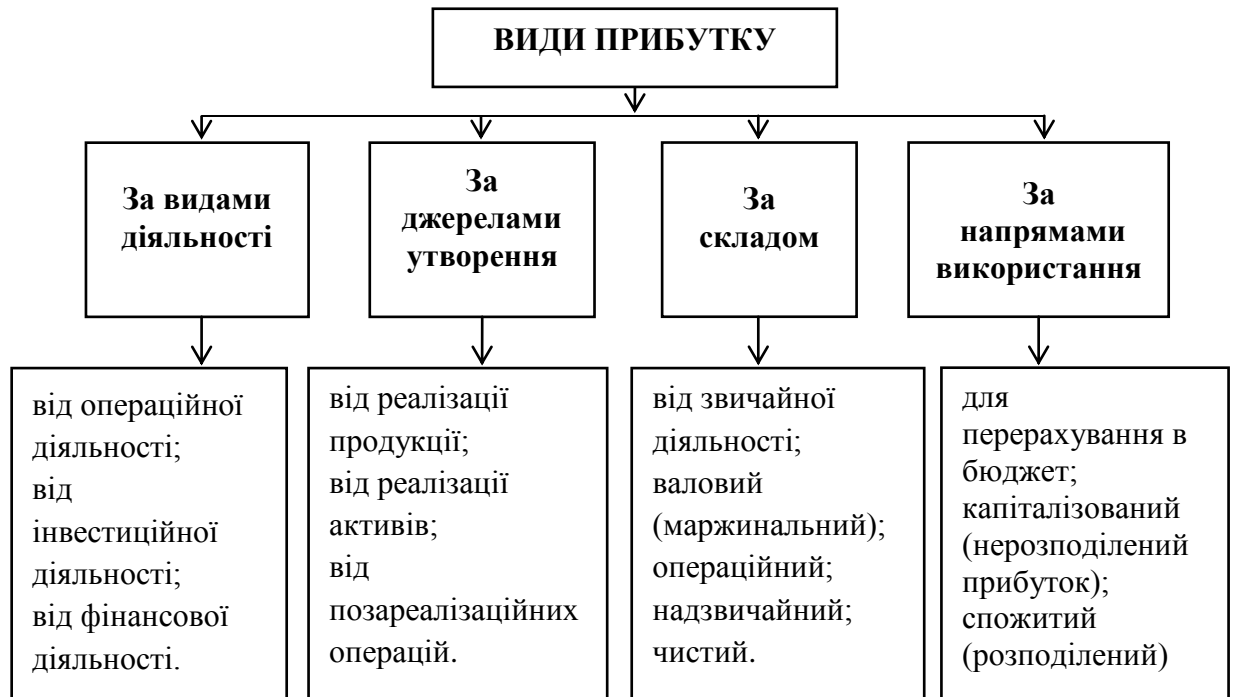 ВИДИ ПРИБУТКУ
За видами
діяльності
За
джерелами
утворення
За
складом
За
напрямами
використання
від операційної
діяльності;
від
інвестиційної
діяльності;
від фінансової
діяльності.
від реалізації
продукції;
від реалізації
активів;
від
позареалізаційних
операцій.
від звичайної
діяльності;
валовий
(маржинальний);
операційний;
надзвичайний;
чистий.
для
перерахування в
бюджет;
капіталізований
(нерозподілений
прибуток);
спожитий
(розподілений)